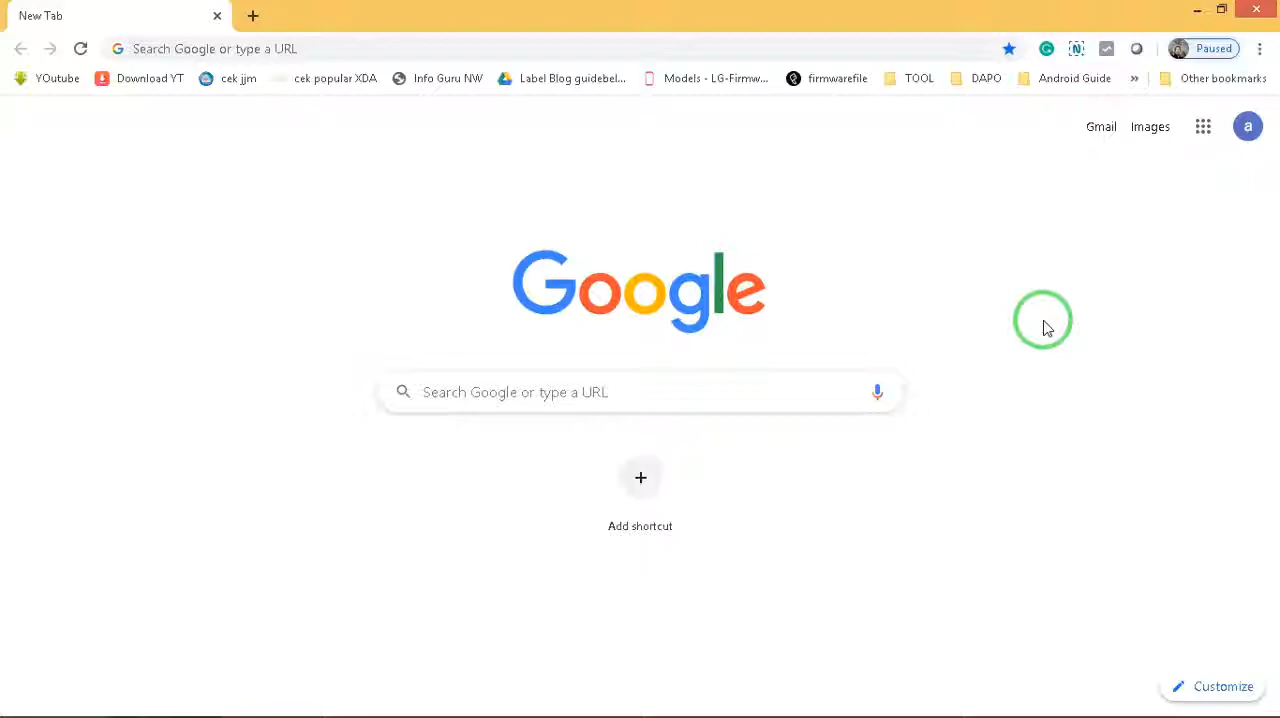 New Tab
Search Google or type a URL
Paused
YOutube Download YT cek jjm cek popular XDA Info Guru NW Label Blog guidebel... Models - LG-Firmw... firmwarefile TOOL DAPO Android Guide » Other bookmarks
Gmail Images a
Google
Search Google or type a URL
Add shortcut
Customize